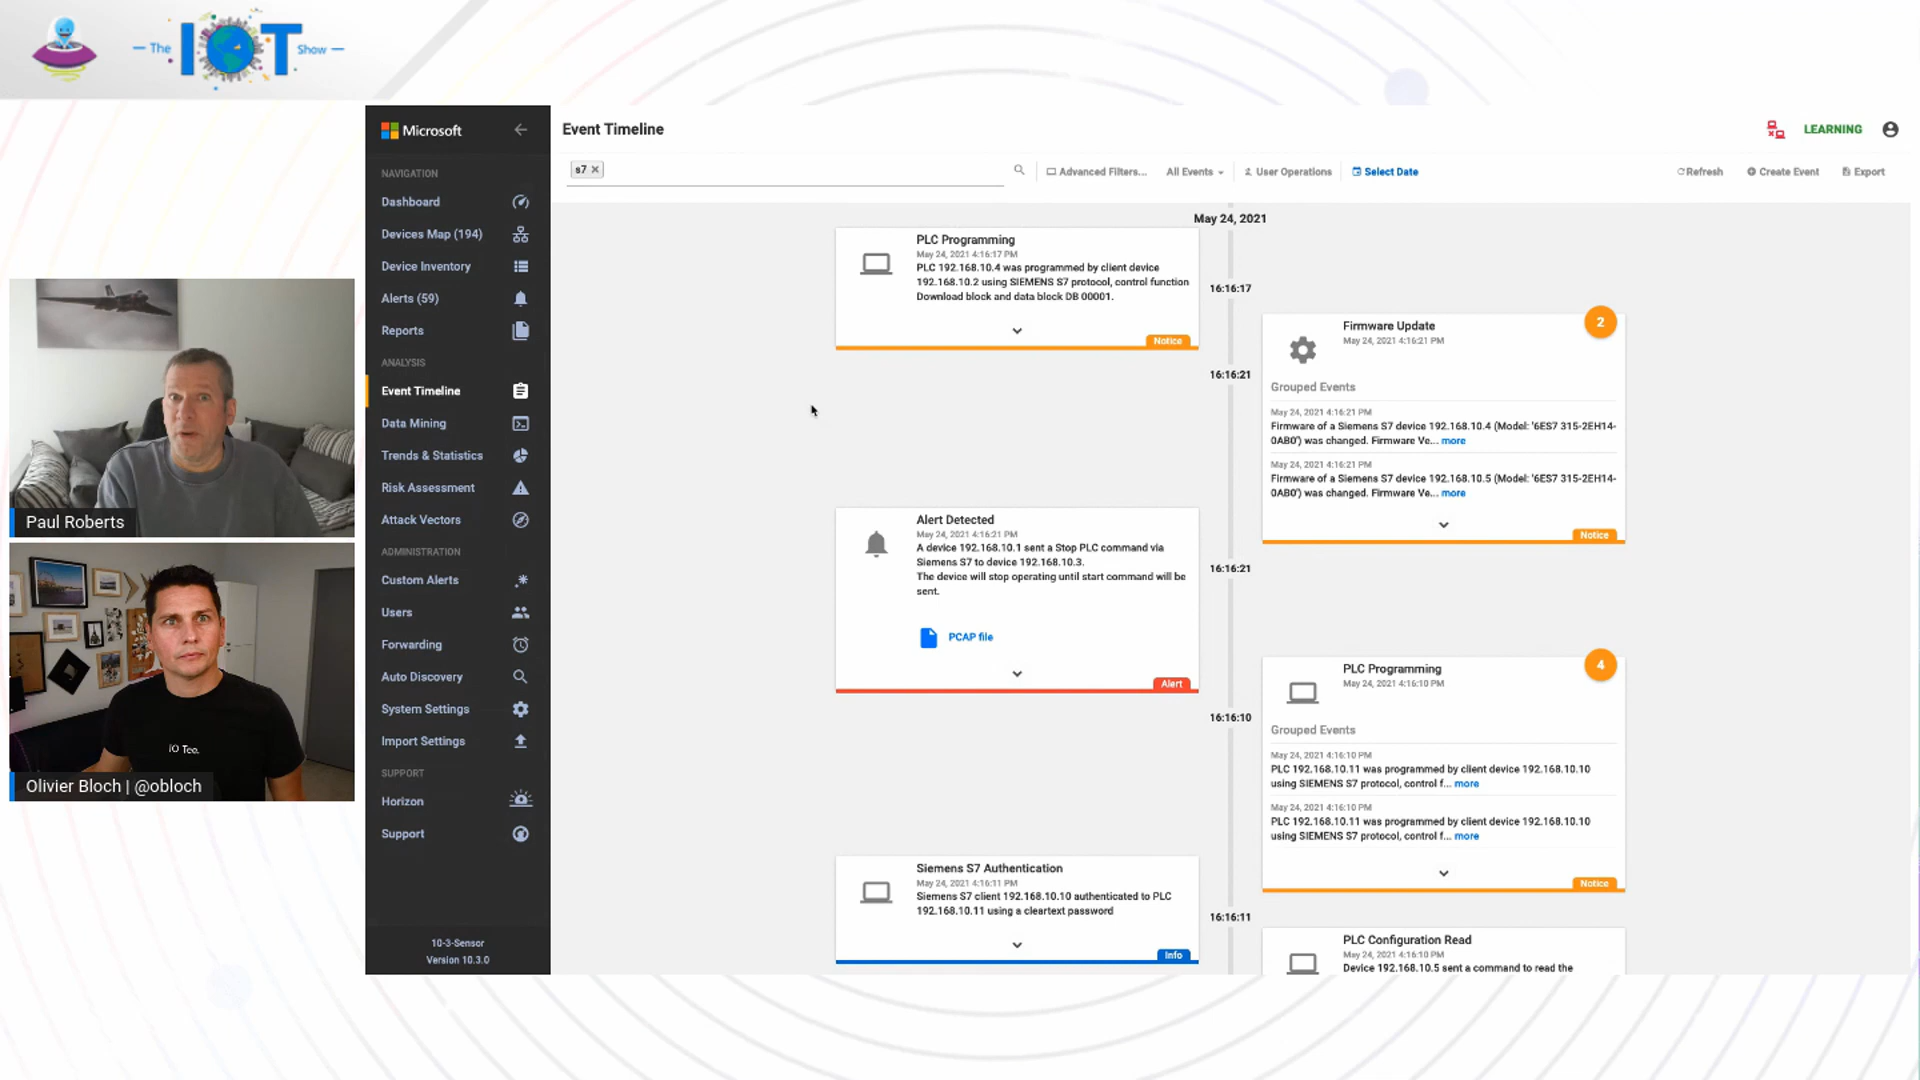 The IOT Show
Microsoft
NAVIGATION
Dashboard
Devices Map (194)
Device Inventory
Alerts (59)
Reports
ANALYSIS
Event Timeline
Data Mining
Trends & Statistics
Risk Assessment
Attack Vectors
ADMINISTRATION
Custom Alerts
Users
Forwarding
Auto Discovery
System Settings
Import Settings
SUPPORT
Horizon
Support
10-3-Sensor
Version 10.3.0
Event Timeline
LEARNING
s7
Advanced Filters...
All Events
User Operations
Select Date
Refresh
Create Event
Export
May 24, 2021
PLC Programming
May 24, 2021 4:16:17 PM
PLC 192.168.10.4 was programmed by client device
192.168.10.2 using SIEMENS S7 protocol, control function
Download block and data block DB 00001.
Notice
16:16:17
Firmware Update
May 24, 2021 4:16:21 PM
2
Grouped Events
May 24, 2021 4:16:21 PM
Firmware of a Siemens S7 device 192.168.10.4 (Model: '6ES7 315-2EH14-
0AB0') was changed. Firmware Ve... more
May 24, 2021 4:16:21 PM
Firmware of a Siemens S7 device 192.168.10.5 (Model: '6ES7 315-2EH14-
0AB0') was changed. Firmware Ve... more
Notice
16:16:21
Alert Detected
May 24, 2021 4:16:21 PM
A device 192.168.10.1 sent a Stop PLC command via
Siemens S7 to device 192.168.10.3.
The device will stop operating until start command will be
sent.
PCAP file
Alert
16:16:21
PLC Programming
May 24, 2021 4:16:10 PM
4
Grouped Events
May 24, 2021 4:16:10 PM
PLC 192.168.10.11 was programmed by client device 192.168.10.10
using SIEMENS S7 protocol, control f... more
May 24, 2021 4:16:10 PM
PLC 192.168.10.11 was programmed by client device 192.168.10.10
using SIEMENS S7 protocol, control f... more
Notice
16:16:10
Siemens S7 Authentication
May 24, 2021 4:16:11 PM
Siemens S7 client 192.168.10.10 authenticated to PLC
192.168.10.11 using a cleartext password
Info
16:16:11
PLC Configuration Read
May 24, 2021 4:16:10 PM
Device 192.168.10.5 sent a command to read the
Paul Roberts
iO Tee.
Olivier Bloch | @obloch